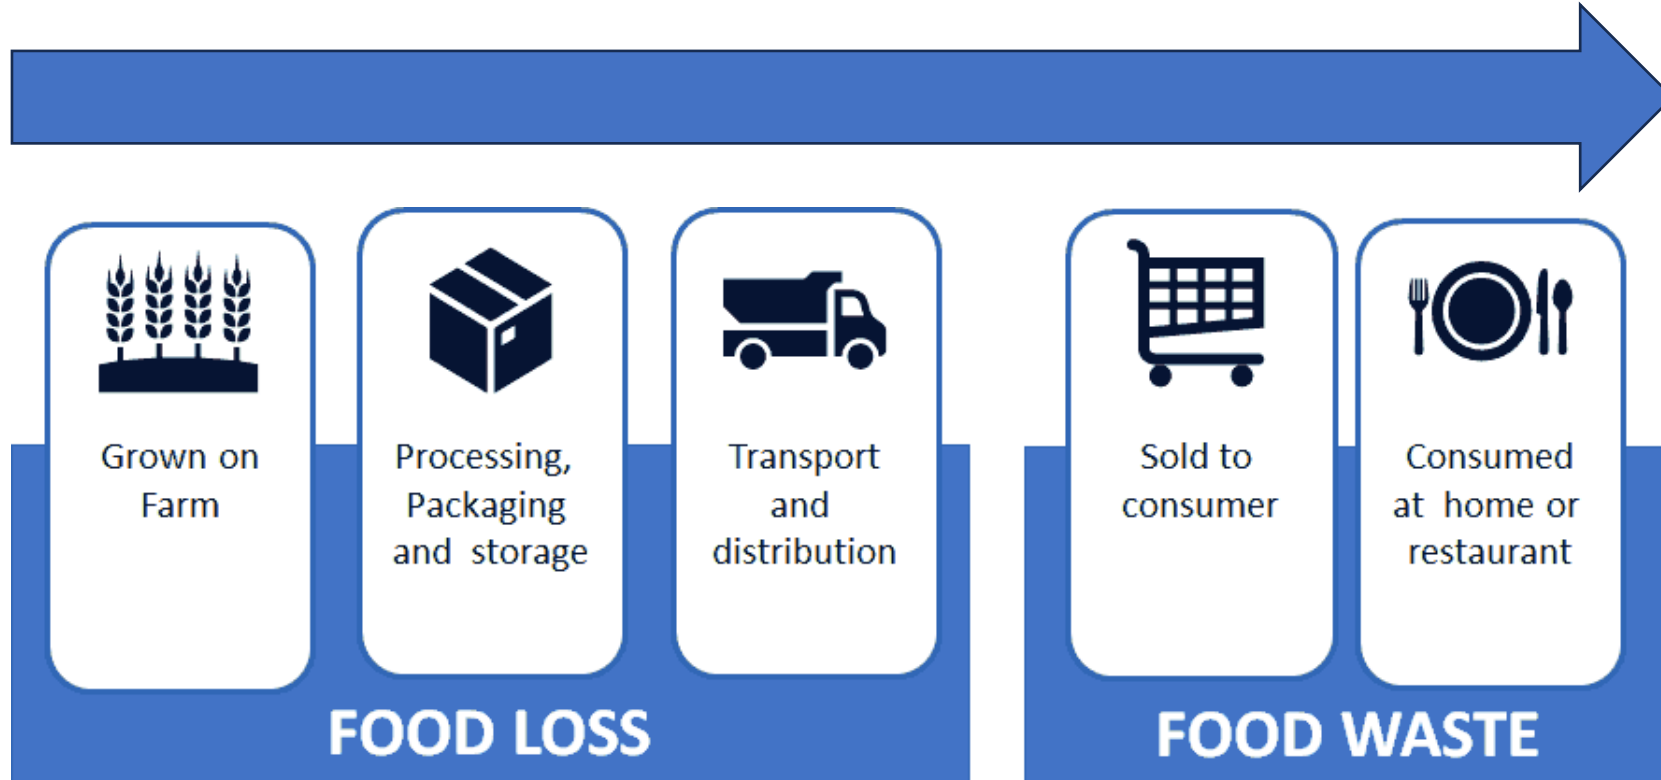 Grown on
Farm
Processing,
Packaging
and storage
Transport
and
distribution
Sold to
consumer
Consumed
at home or
restaurant
FOOD LOSS
FOOD WASTE